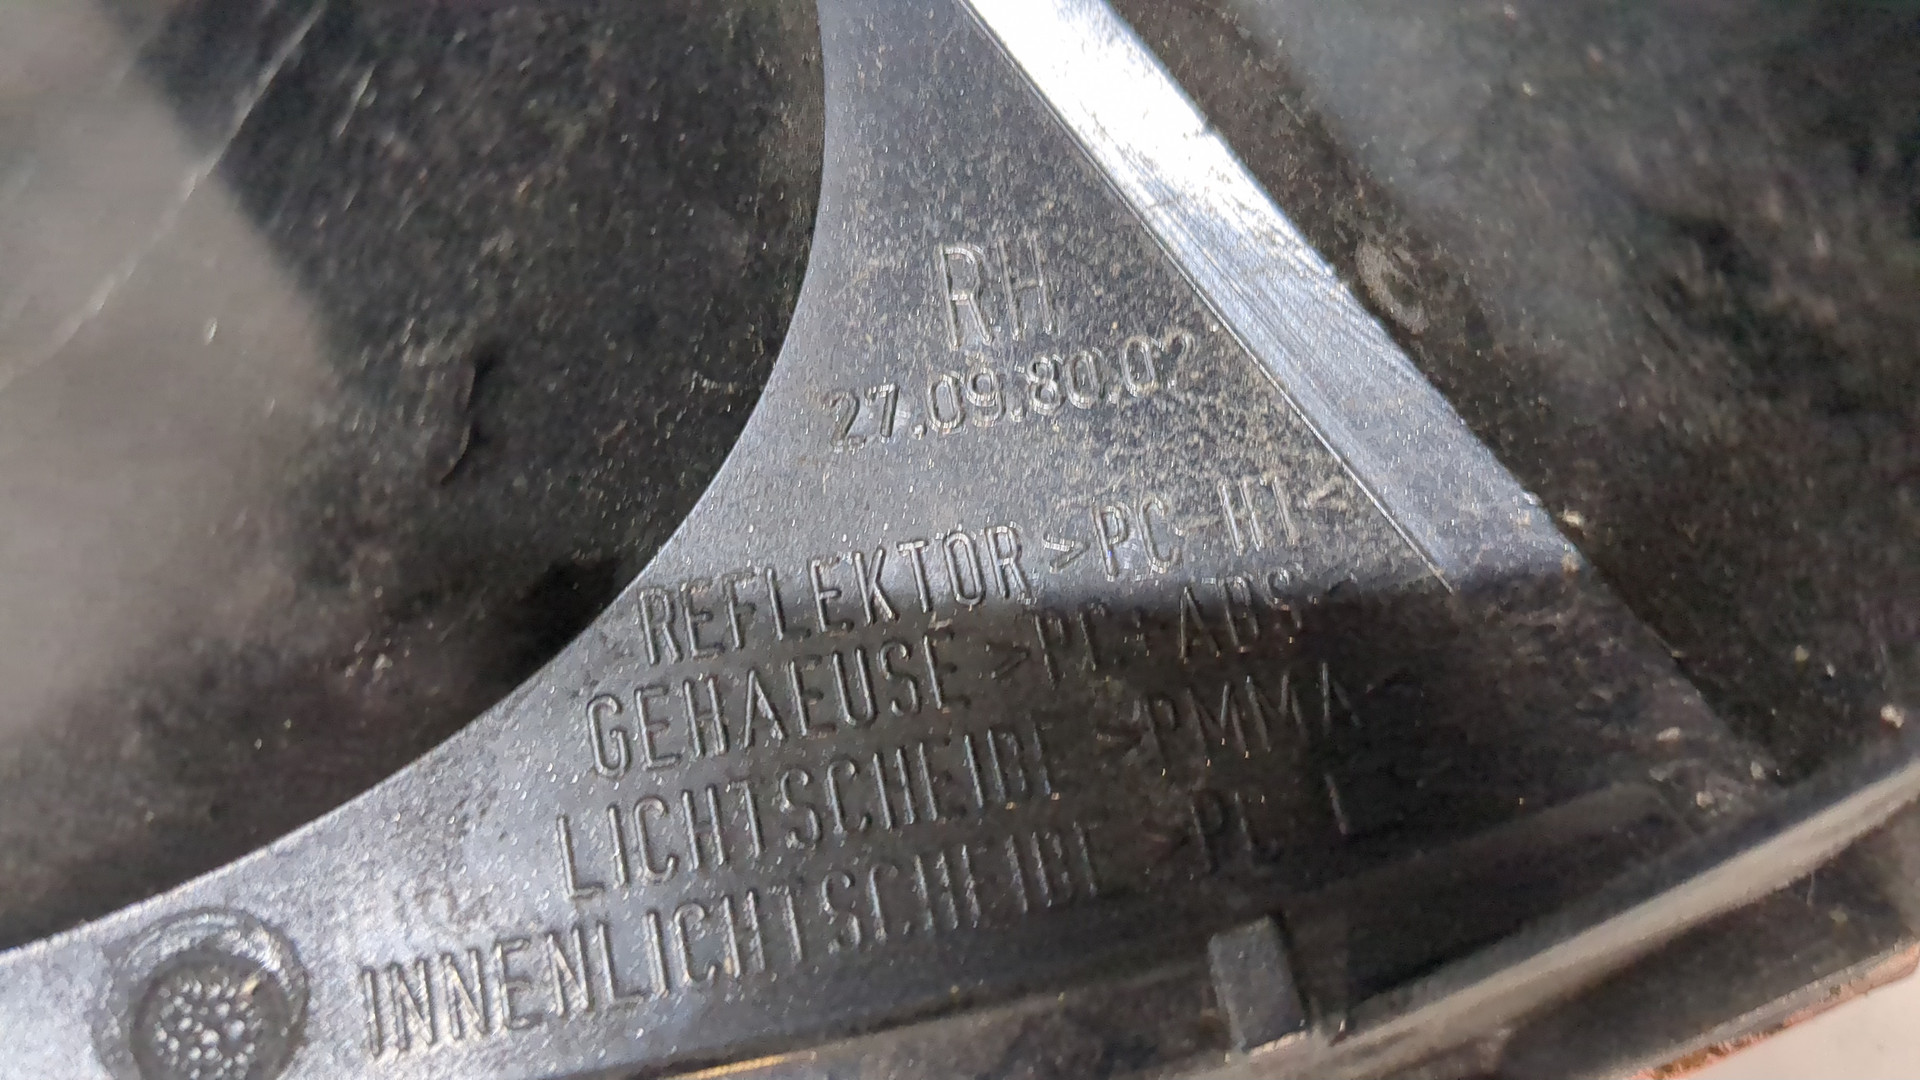 RH
27.09.80.02
REFLEKTOR >PC-HT<
GEHAEUSE >PC+ABS<
LICHTSCHEIBE >PMMA
INNENLICHTSCHEIBE >PC